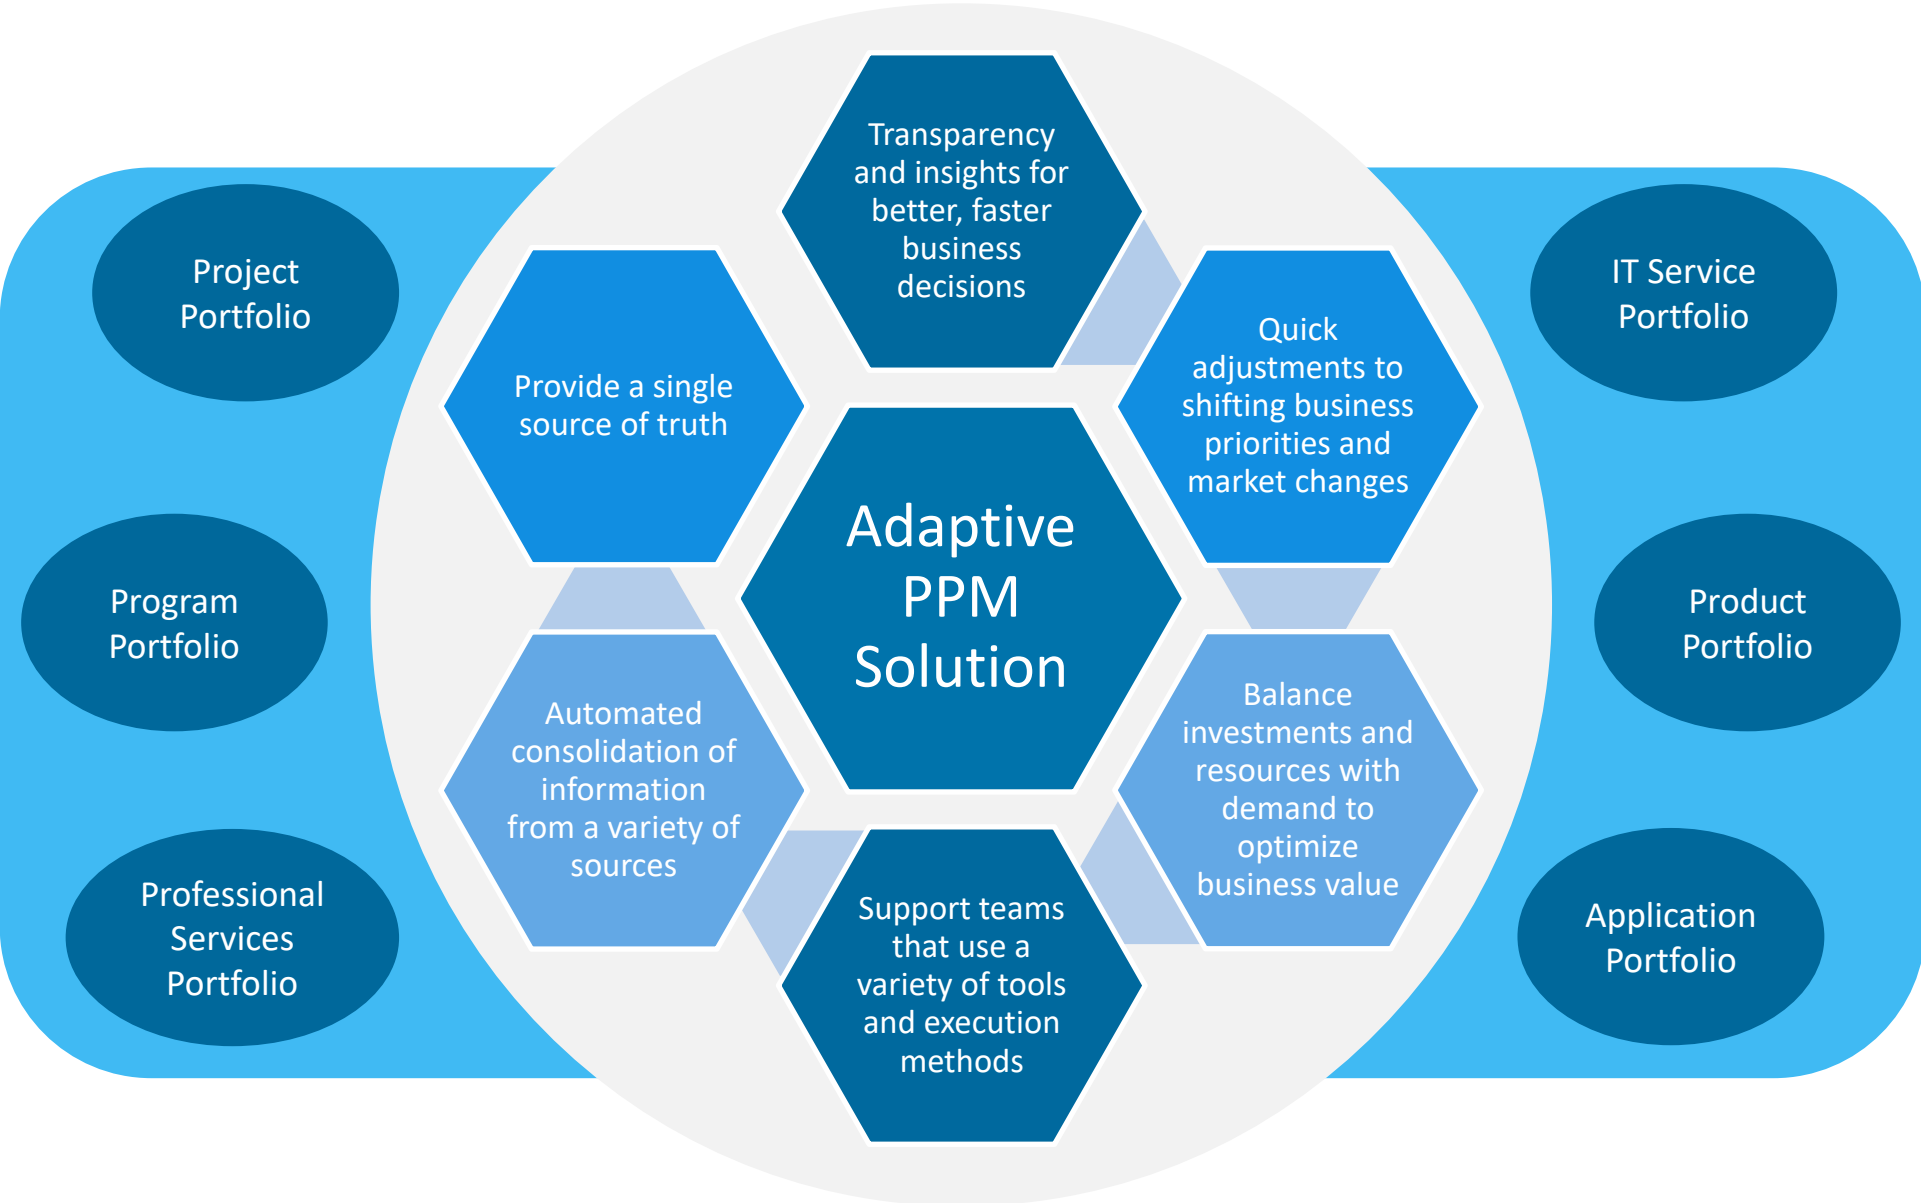 Project
Portfolio
Program
Portfolio
Professional
Services
Portfolio
Transparency
and insights for
better, faster
business
decisions
Provide a single
source of truth
Quick
adjustments to
shifting business
priorities and
market changes
Adaptive
PPM
Solution
Automated
consolidation of
information
from a variety of
sources
Balance
investments and
resources with
demand to
optimize
business value
Support teams
that use a
variety of tools
and execution
methods
IT Service
Portfolio
Product
Portfolio
Application
Portfolio